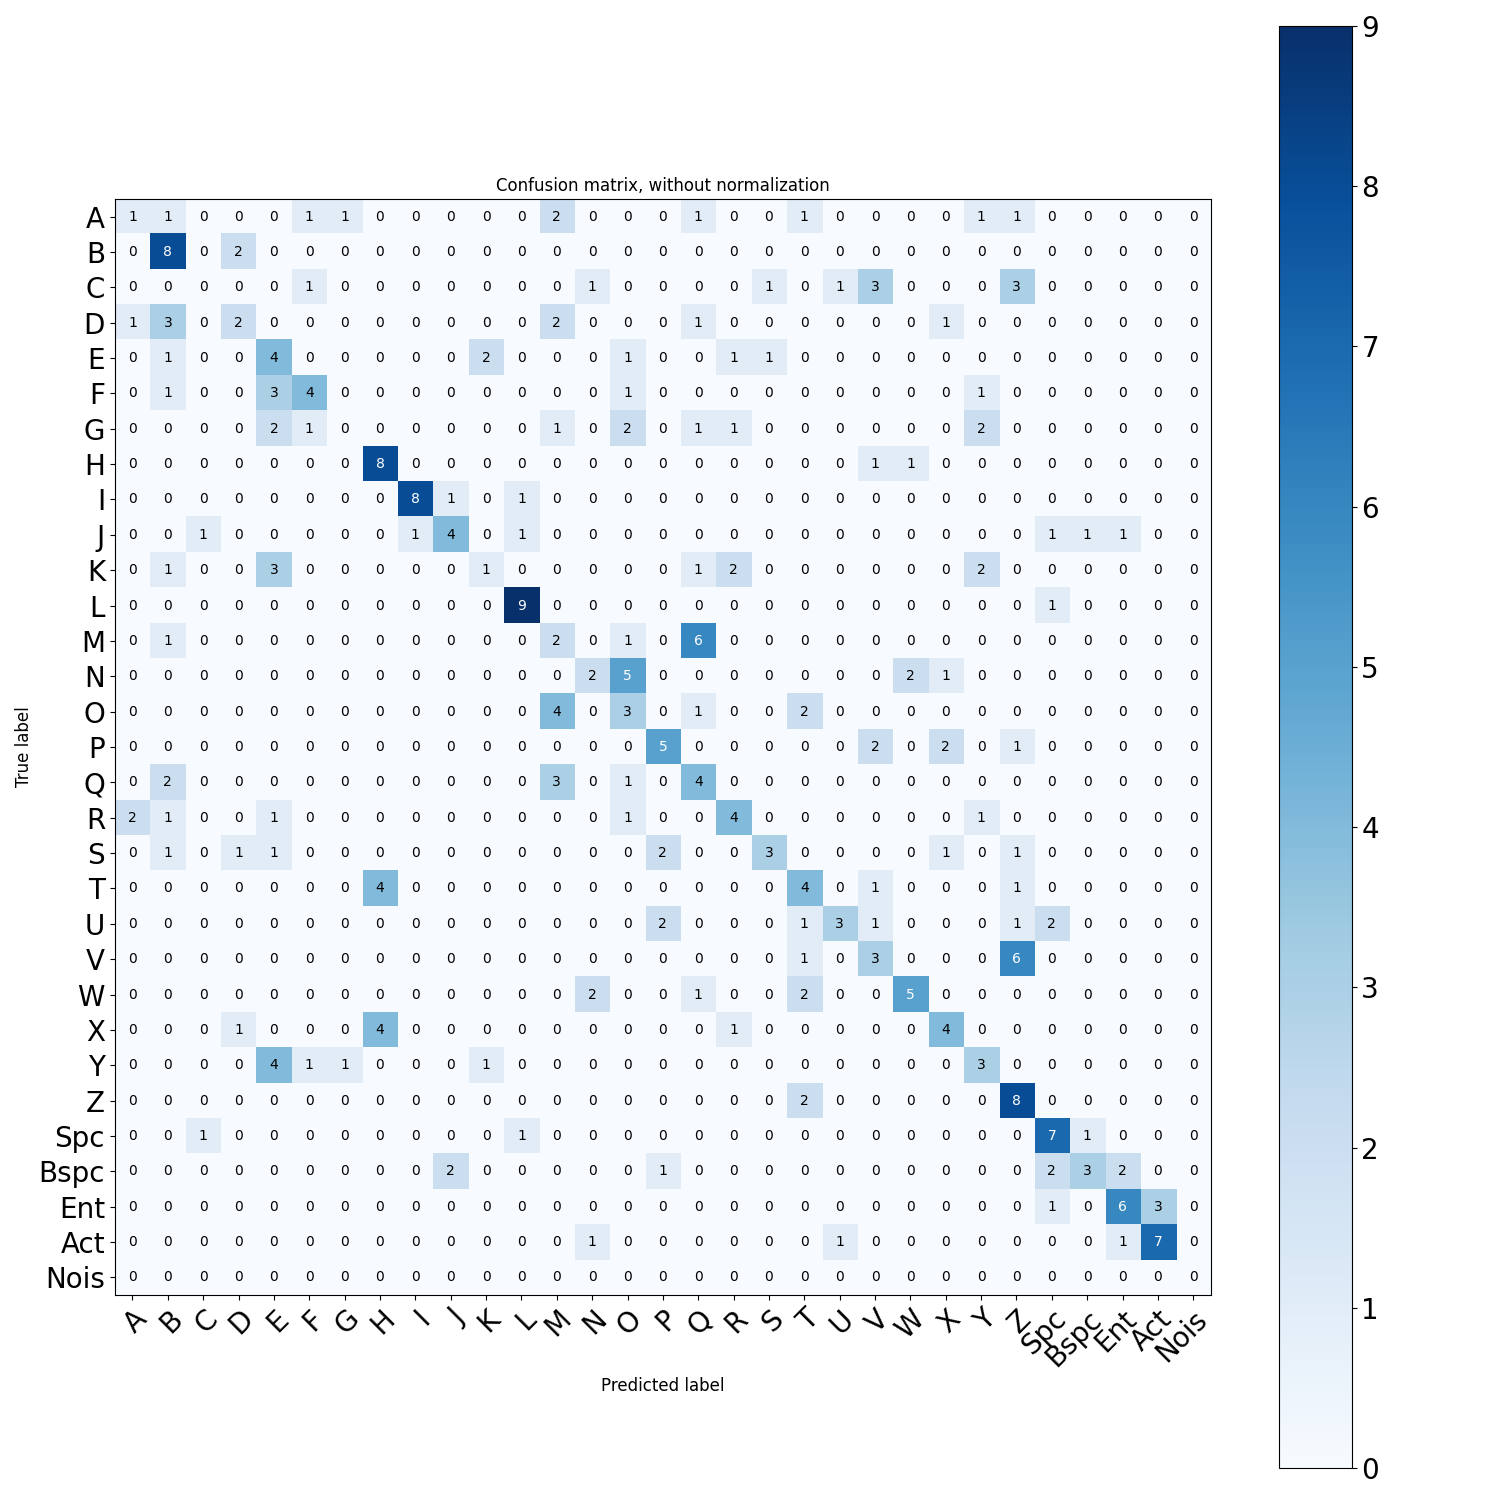 Confusion matrix, without normalization
A 1 1 0 0 0 1 1 0 0 0 0 0 2 0 0 0 1 0 0 1 0 0 0 0 1 1 0 0 0 0 0
B 0 8 0 2 0 0 0 0 0 0 0 0 0 0 0 0 0 0 0 0 0 0 0 0 0 0 0 0 0 0 0
C 0 0 0 0 0 1 0 0 0 0 0 0 0 1 0 0 0 0 1 0 1 3 0 0 0 3 0 0 0 0 0
D 1 3 0 2 0 0 0 0 0 0 0 0 2 0 0 0 1 0 0 0 0 0 0 1 0 0 0 0 0 0 0
E 0 1 0 0 4 0 0 0 0 0 2 0 0 0 1 0 0 1 1 0 0 0 0 0 0 0 0 0 0 0 0
F 0 1 0 0 3 4 0 0 0 0 0 0 0 0 1 0 0 0 0 0 0 0 0 0 1 0 0 0 0 0 0
G 0 0 0 0 2 1 0 0 0 0 0 0 1 0 2 0 1 1 0 0 0 0 0 0 2 0 0 0 0 0 0
H 0 0 0 0 0 0 0 8 0 0 0 0 0 0 0 0 0 0 0 0 0 1 1 0 0 0 0 0 0 0 0
I 0 0 0 0 0 0 0 0 8 1 0 1 0 0 0 0 0 0 0 0 0 0 0 0 0 0 0 0 0 0 0
J 0 0 1 0 0 0 0 0 1 4 0 1 0 0 0 0 0 0 0 0 0 0 0 0 0 0 1 1 1 0 0
K 0 1 0 0 3 0 0 0 0 0 1 0 0 0 0 0 1 2 0 0 0 0 0 0 2 0 0 0 0 0 0
L 0 0 0 0 0 0 0 0 0 0 0 9 0 0 0 0 0 0 0 0 0 0 0 0 0 0 1 0 0 0 0
M 0 1 0 0 0 0 0 0 0 0 0 0 2 0 1 0 6 0 0 0 0 0 0 0 0 0 0 0 0 0 0
N 0 0 0 0 0 0 0 0 0 0 0 0 0 2 5 0 0 0 0 0 0 0 2 1 0 0 0 0 0 0 0
O 0 0 0 0 0 0 0 0 0 0 0 0 4 0 3 0 1 0 0 2 0 0 0 0 0 0 0 0 0 0 0
P 0 0 0 0 0 0 0 0 0 0 0 0 0 0 0 5 0 0 0 0 0 2 0 2 0 1 0 0 0 0 0
Q 0 2 0 0 0 0 0 0 0 0 0 0 3 0 1 0 4 0 0 0 0 0 0 0 0 0 0 0 0 0 0
R 2 1 0 0 1 0 0 0 0 0 0 0 0 0 1 0 0 4 0 0 0 0 0 0 1 0 0 0 0 0 0
S 0 1 0 1 1 0 0 0 0 0 0 0 0 0 0 2 0 0 3 0 0 0 0 1 0 1 0 0 0 0 0
T 0 0 0 0 0 0 0 4 0 0 0 0 0 0 0 0 0 0 0 4 0 1 0 0 0 1 0 0 0 0 0
U 0 0 0 0 0 0 0 0 0 0 0 0 0 0 0 2 0 0 0 1 3 1 0 0 0 1 2 0 0 0 0
V 0 0 0 0 0 0 0 0 0 0 0 0 0 0 0 0 0 0 0 1 0 3 0 0 0 6 0 0 0 0 0
W 0 0 0 0 0 0 0 0 0 0 0 0 0 2 0 0 1 0 0 2 0 0 5 0 0 0 0 0 0 0 0
X 0 0 0 1 0 0 0 4 0 0 0 0 0 0 0 0 0 1 0 0 0 0 0 4 0 0 0 0 0 0 0
Y 0 0 0 0 4 1 1 0 0 0 1 0 0 0 0 0 0 0 0 0 0 0 0 0 3 0 0 0 0 0 0
Z 0 0 0 0 0 0 0 0 0 0 0 0 0 0 0 0 0 0 0 2 0 0 0 0 0 8 0 0 0 0 0
Spc 0 0 1 0 0 0 0 0 0 0 0 1 0 0 0 0 0 0 0 0 0 0 0 0 0 0 7 1 0 0 0
Bspc 0 0 0 0 0 0 0 0 0 2 0 0 0 0 0 1 0 0 0 0 0 0 0 0 0 0 2 3 2 0 0
Ent 0 0 0 0 0 0 0 0 0 0 0 0 0 0 0 0 0 0 0 0 0 0 0 0 0 0 1 0 6 3 0
Act 0 0 0 0 0 0 0 0 0 0 0 0 0 1 0 0 0 0 0 0 1 0 0 0 0 0 0 0 1 7 0
Nois 0 0 0 0 0 0 0 0 0 0 0 0 0 0 0 0 0 0 0 0 0 0 0 0 0 0 0 0 0 0 0
A B C D E F G H I J K L M N O P Q R S T U V W X Y Z Spc Bspc Ent Act Nois
Predicted label
True label
9
8
7
6
5
4
3
2
1
0